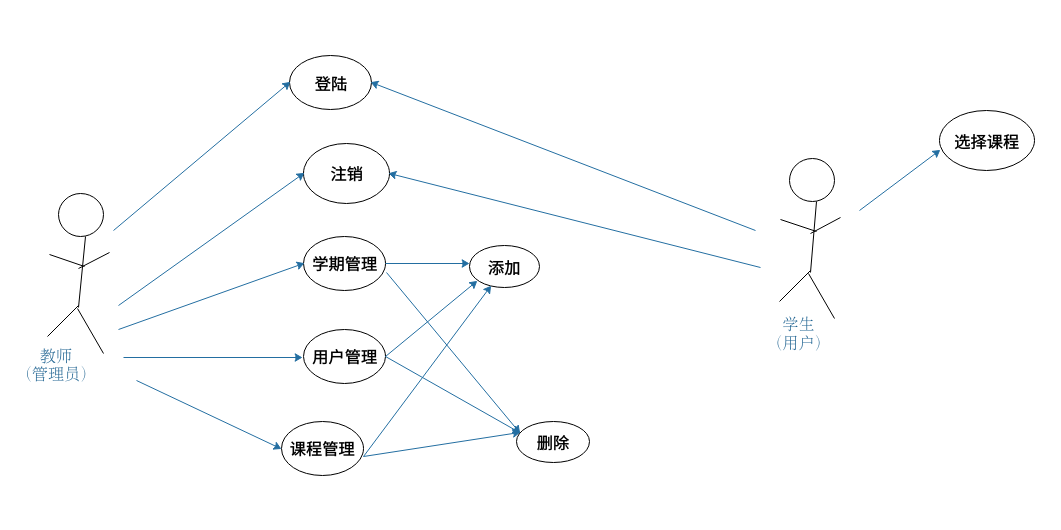 登陆
选择课程
注销
学期管理
添加
学生
（用户）
教师
（管理员）
用户管理
课程管理
删除